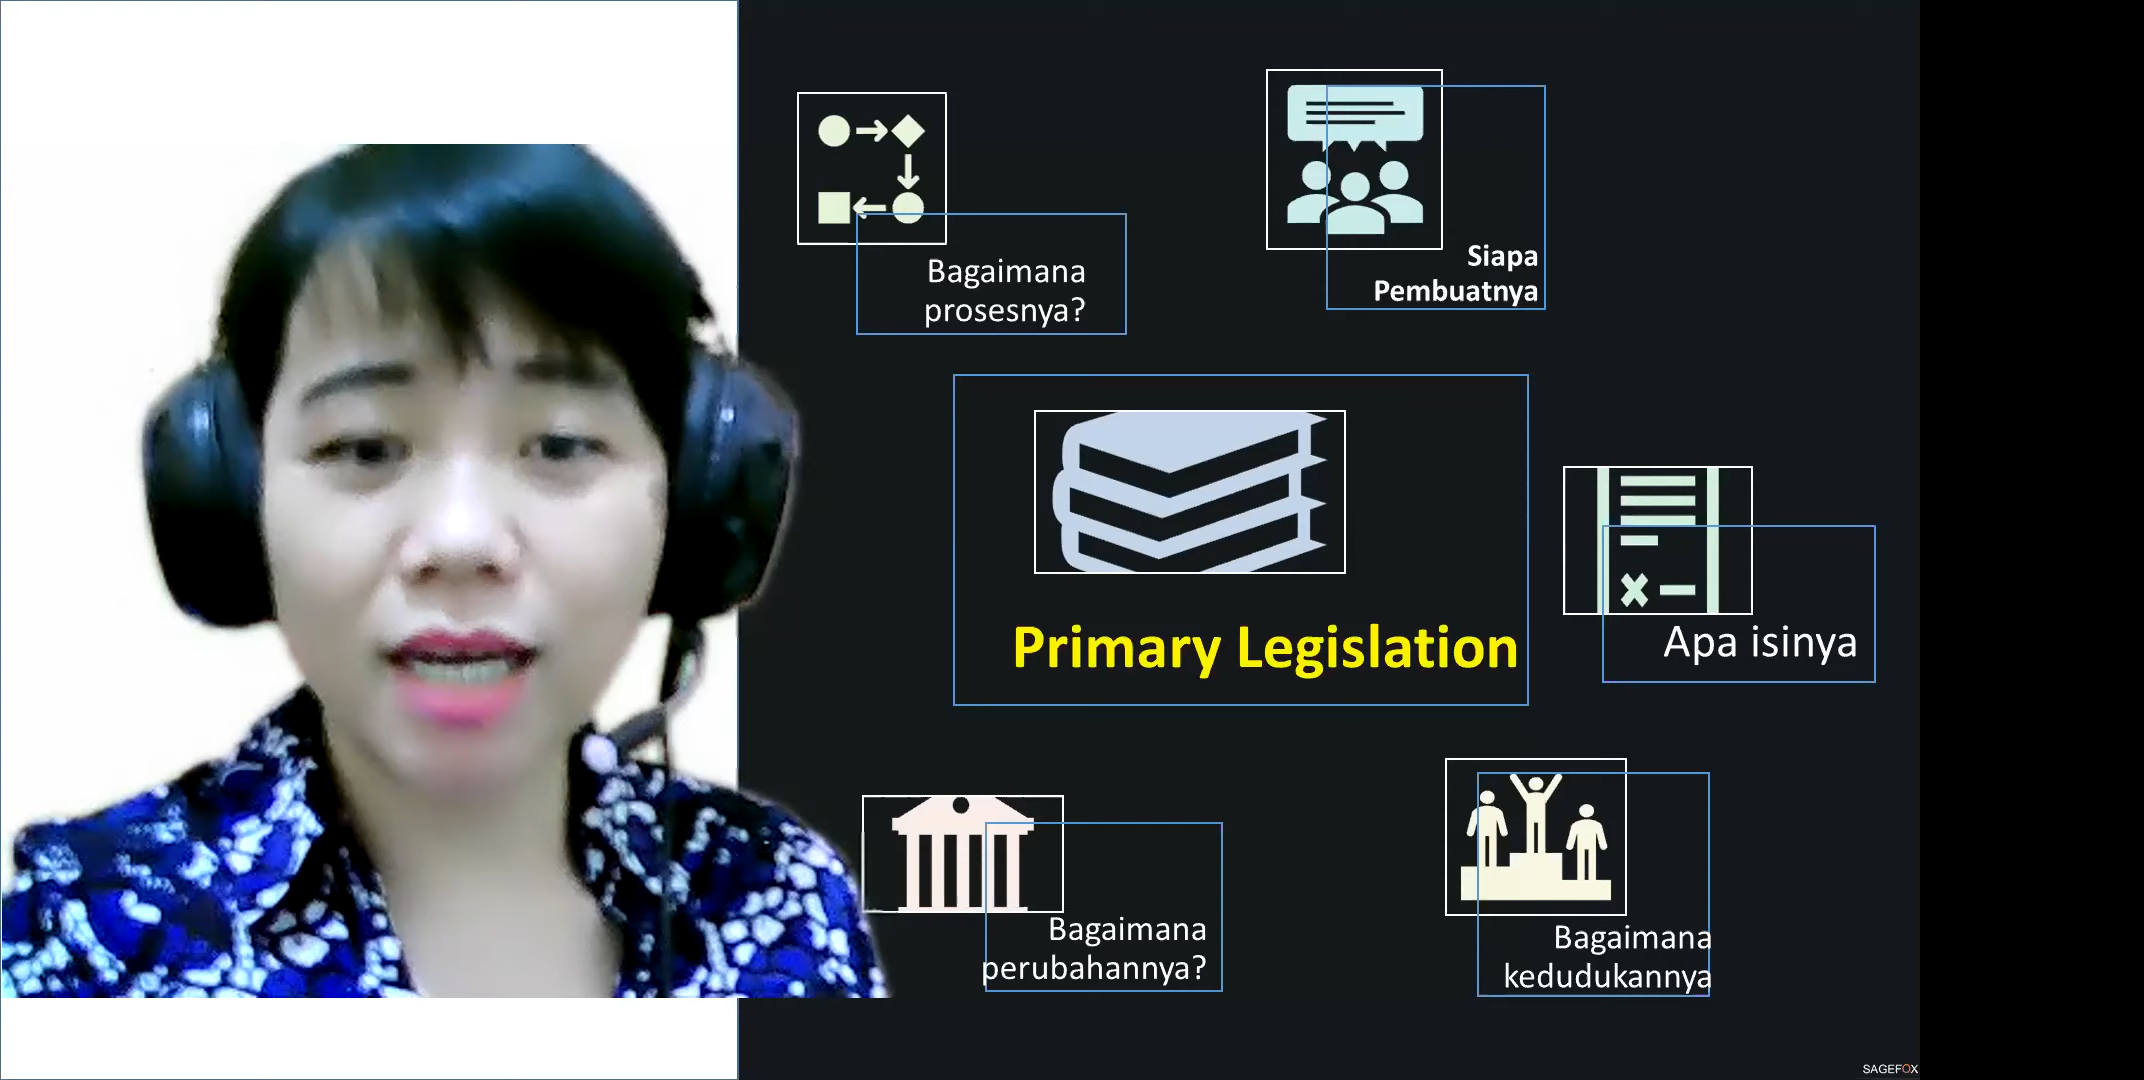 Bagaimana
prosesnya?
Siapa
Pembuatnya
Primary Legislation
Apa isinya
Bagaimana
perubahannya?
Bagaimana
kedudukannya
SAGEFOX